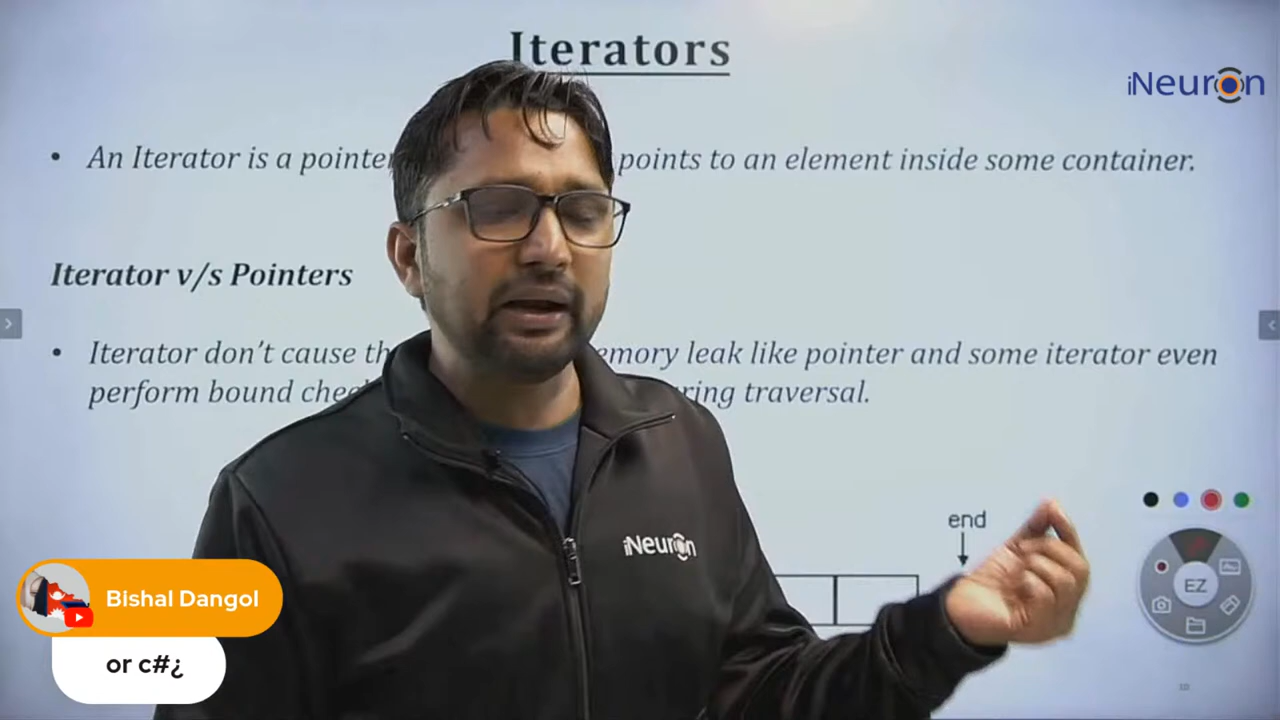 Iterators
iNeuron
An Iterator is a pointer points to an element inside some container.
Iterator v/s Pointers
Iterator don't cause th emory leak like pointer and some iterator even
perform bound chec ring traversal.
end
iNeuron
EZ
Bishal Dangol
or c#¿